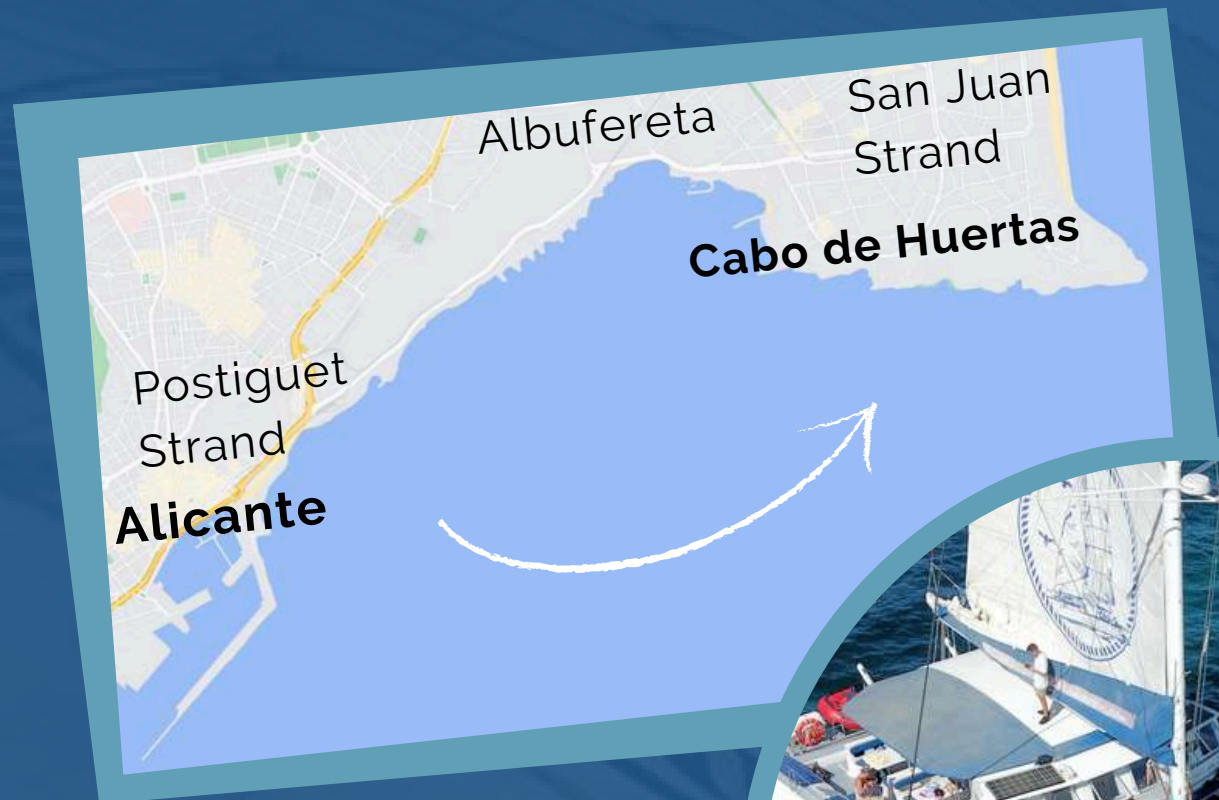 Albufereta
San Juan
Strand
Cabo de Huertas
Postiguet
Strand
Alicante